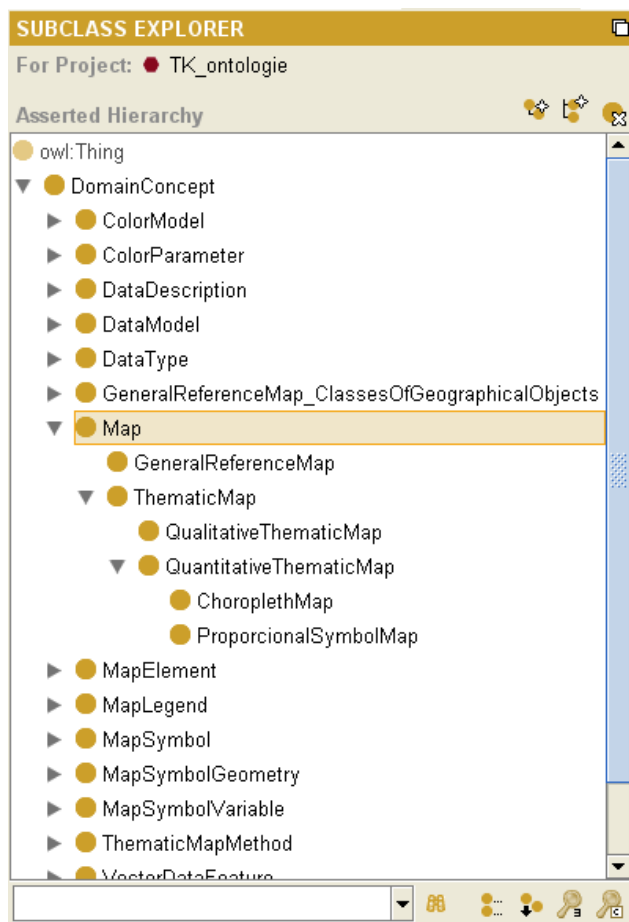 SUBCLASS EXPLORER
For Project: TK_ontologie
Asserted Hierarchy
owl:Thing
DomainConcept
ColorModel
ColorParameter
DataDescription
DataModel
DataType
GeneralReferenceMap_ClassesOfGeographicalObjects
Map
GeneralReferenceMap
ThematicMap
QualitativeThematicMap
QuantitativeThematicMap
ChoroplethMap
ProporcionalSymbolMap
MapElement
MapLegend
MapSymbol
MapSymbolGeometry
MapSymbolVariable
ThematicMapMethod
VectorDataFeature